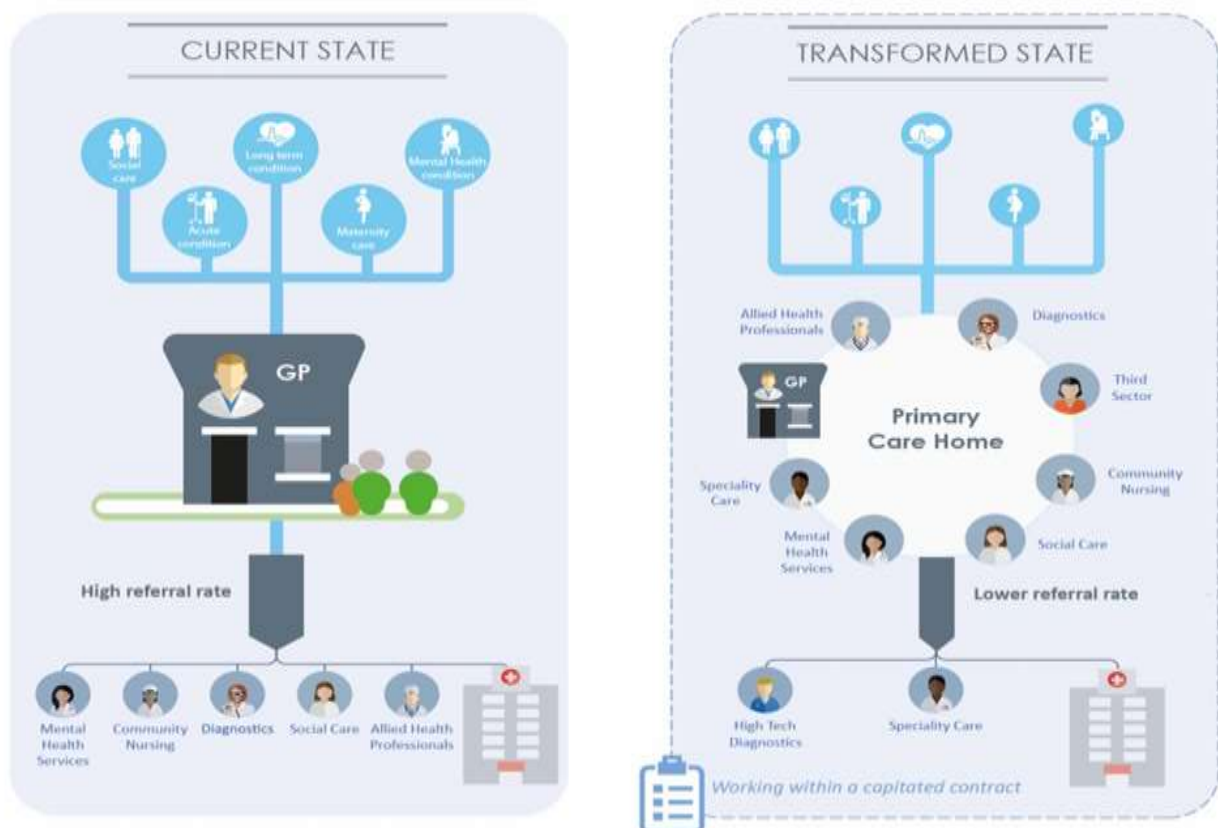 CURRENT STATE
Social
care
Long term
condition
Mental Health
condition
Acute
condition
Maternity
care
GP
High referral rate
Mental
Health
Services
Community
Nursing
Diagnostics
Social Care
Allied Health
Professionals
TRANSFORMED STATE
Allied Health
Professionals
Diagnostics
GP
Third
Sector
Primary
Care Home
Speciality
Care
Community
Nursing
Mental
Health
Services
Social Care
Lower referral rate
High Tech
Diagnostics
Speciality Care
Working within a capitated contract